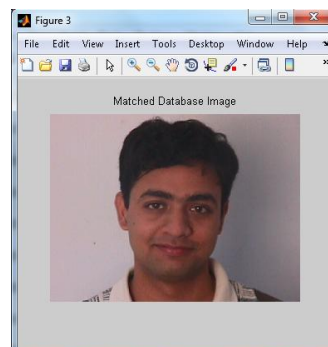 Figure 3
File Edit View Insert Tools Desktop Window Help
Matched Database Image